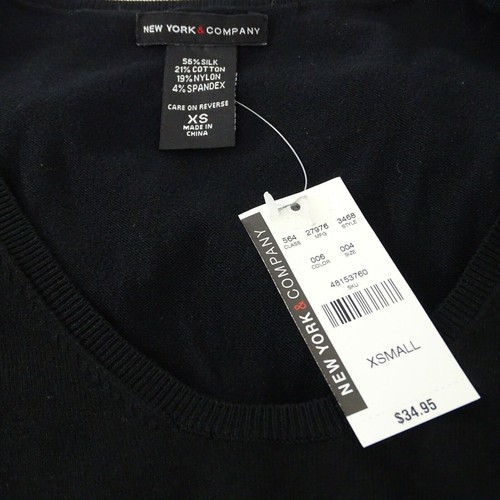 NEW YORK & COMPANY
56% SILK
21% COTTON
19% NYLON
4% SPANDEX
CARE ON REVERSE
XS
MADE IN
CHINA
NEW YORK & COMPANY
564 27976 3468
CLASS MFG STYLE
006 004
COLOR SIZE
48153760
SKU
XSMALL
$34.95